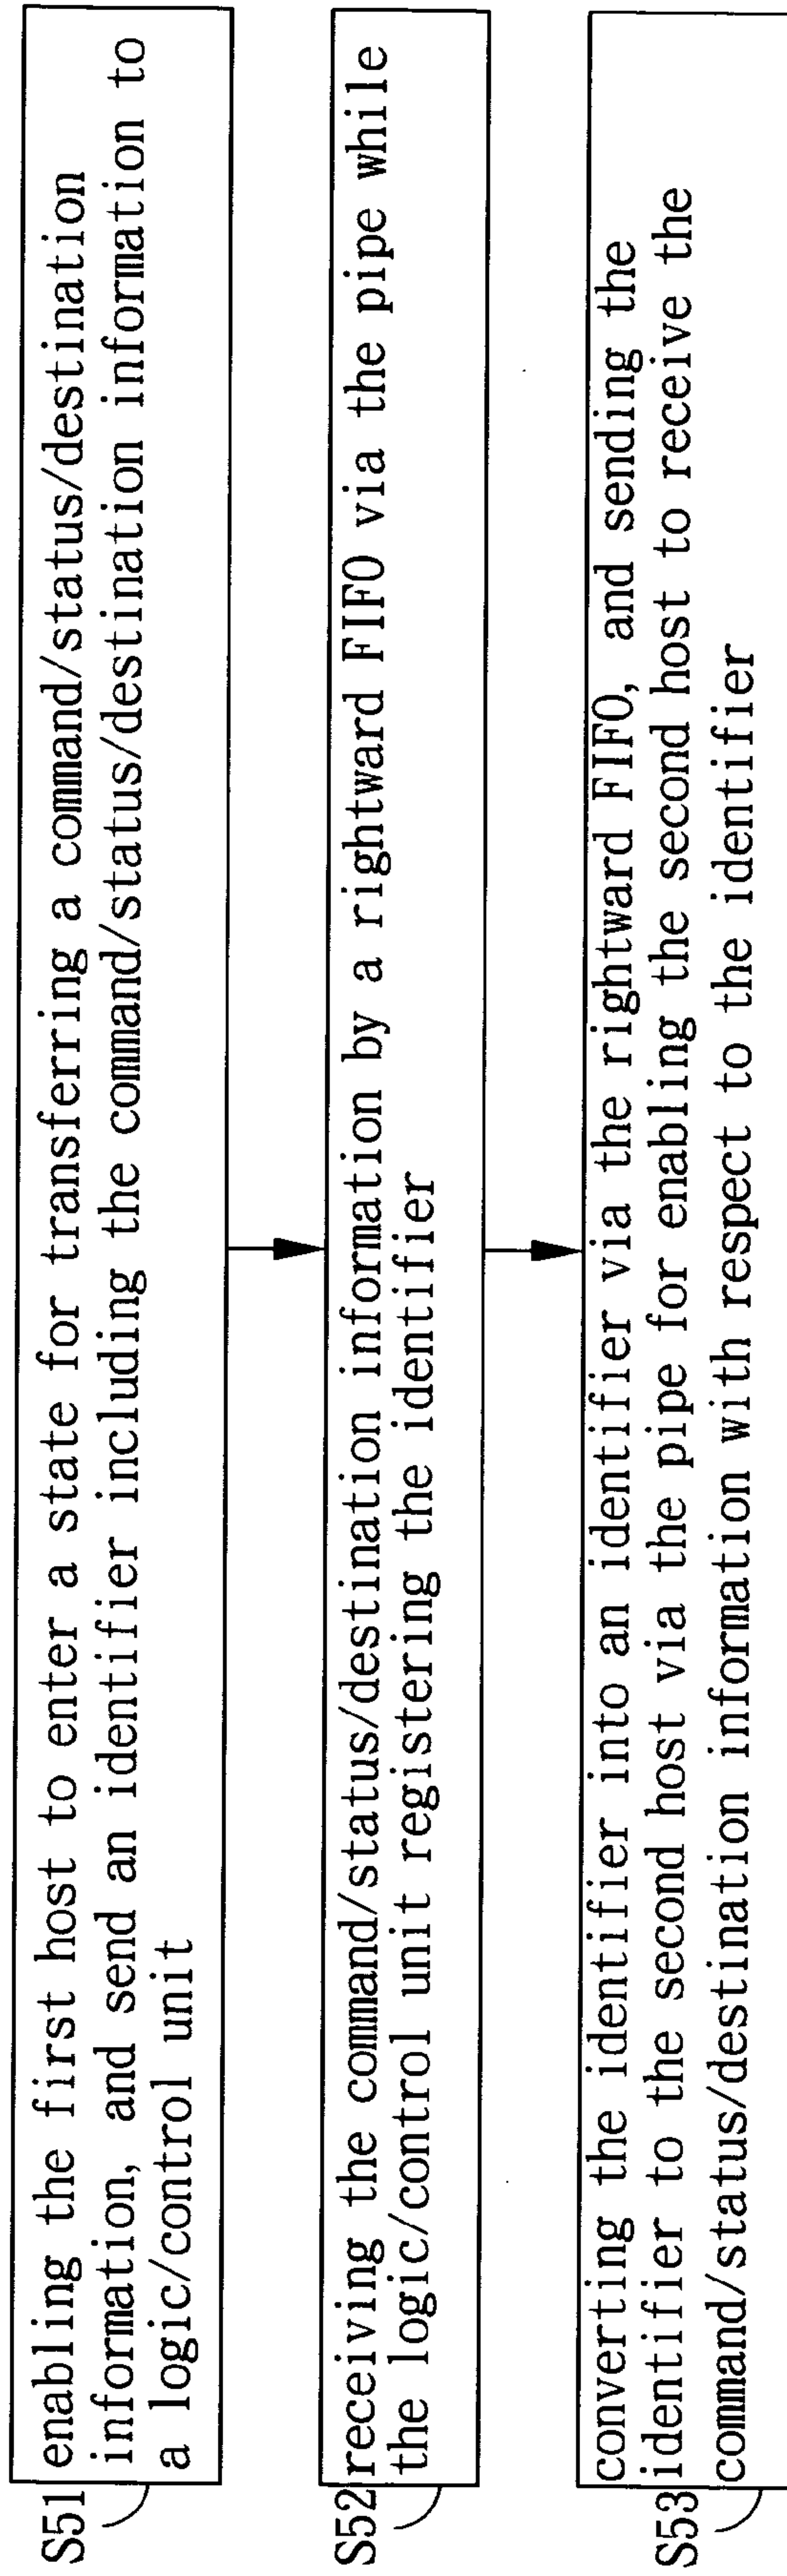 S51
enabling the first host to enter a state for transferring a command/status/destination
information, and send an identifier including the command/status/destination information to
a logic/control unit
S52
receiving the command/status/destination information by a rightward FIFO via the pipe while
the logic/control unit registering the identifier
S53
converting the identifier into an identifier via the rightward FIFO, and sending the
identifier to the second host via the pipe for enabling the second host to receive the
command/status/destination information with respect to the identifier